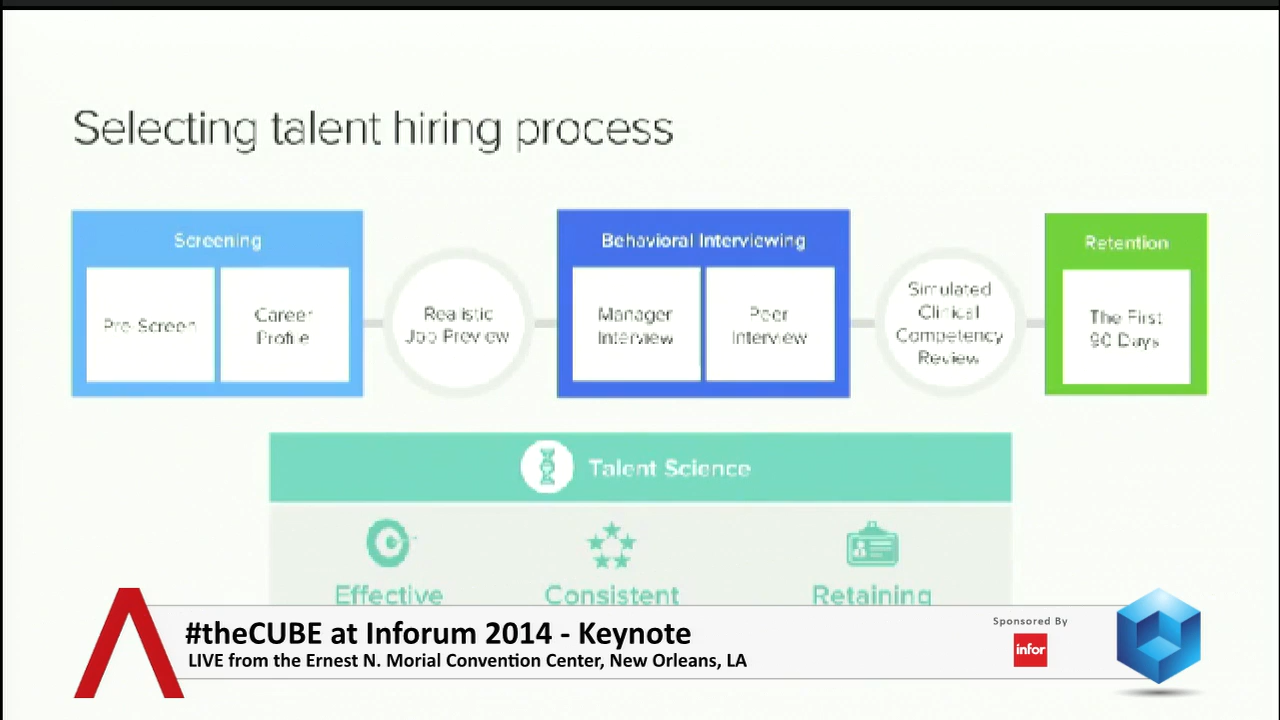 Selecting talent hiring process
Screening
Pre-Screen
Career
Profile
Realistic
Job Preview
Behavioral Interviewing
Manager
Interview
Peer
Interview
Simulated
Clinical
Competency
Review
Retention
The First
90 Days
Talent Science
Effective
Consistent
Retaining
#theCUBE at Inforum 2014 - Keynote
LIVE from the Ernest N. Morial Convention Center, New Orleans, LA
Sponsored By
infor